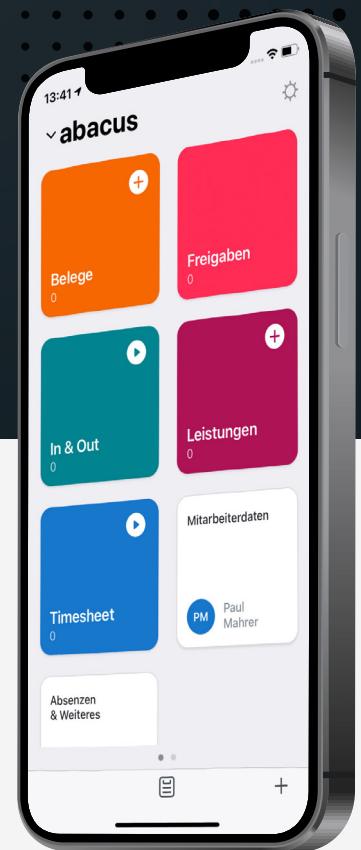 13:41
abacus
Belege
0
Freigaben
0
In & Out
0
Leistungen
0
Timesheet
0
Mitarbeiterdaten
PM
Paul
Mahrer
Absenzen
& Weiteres